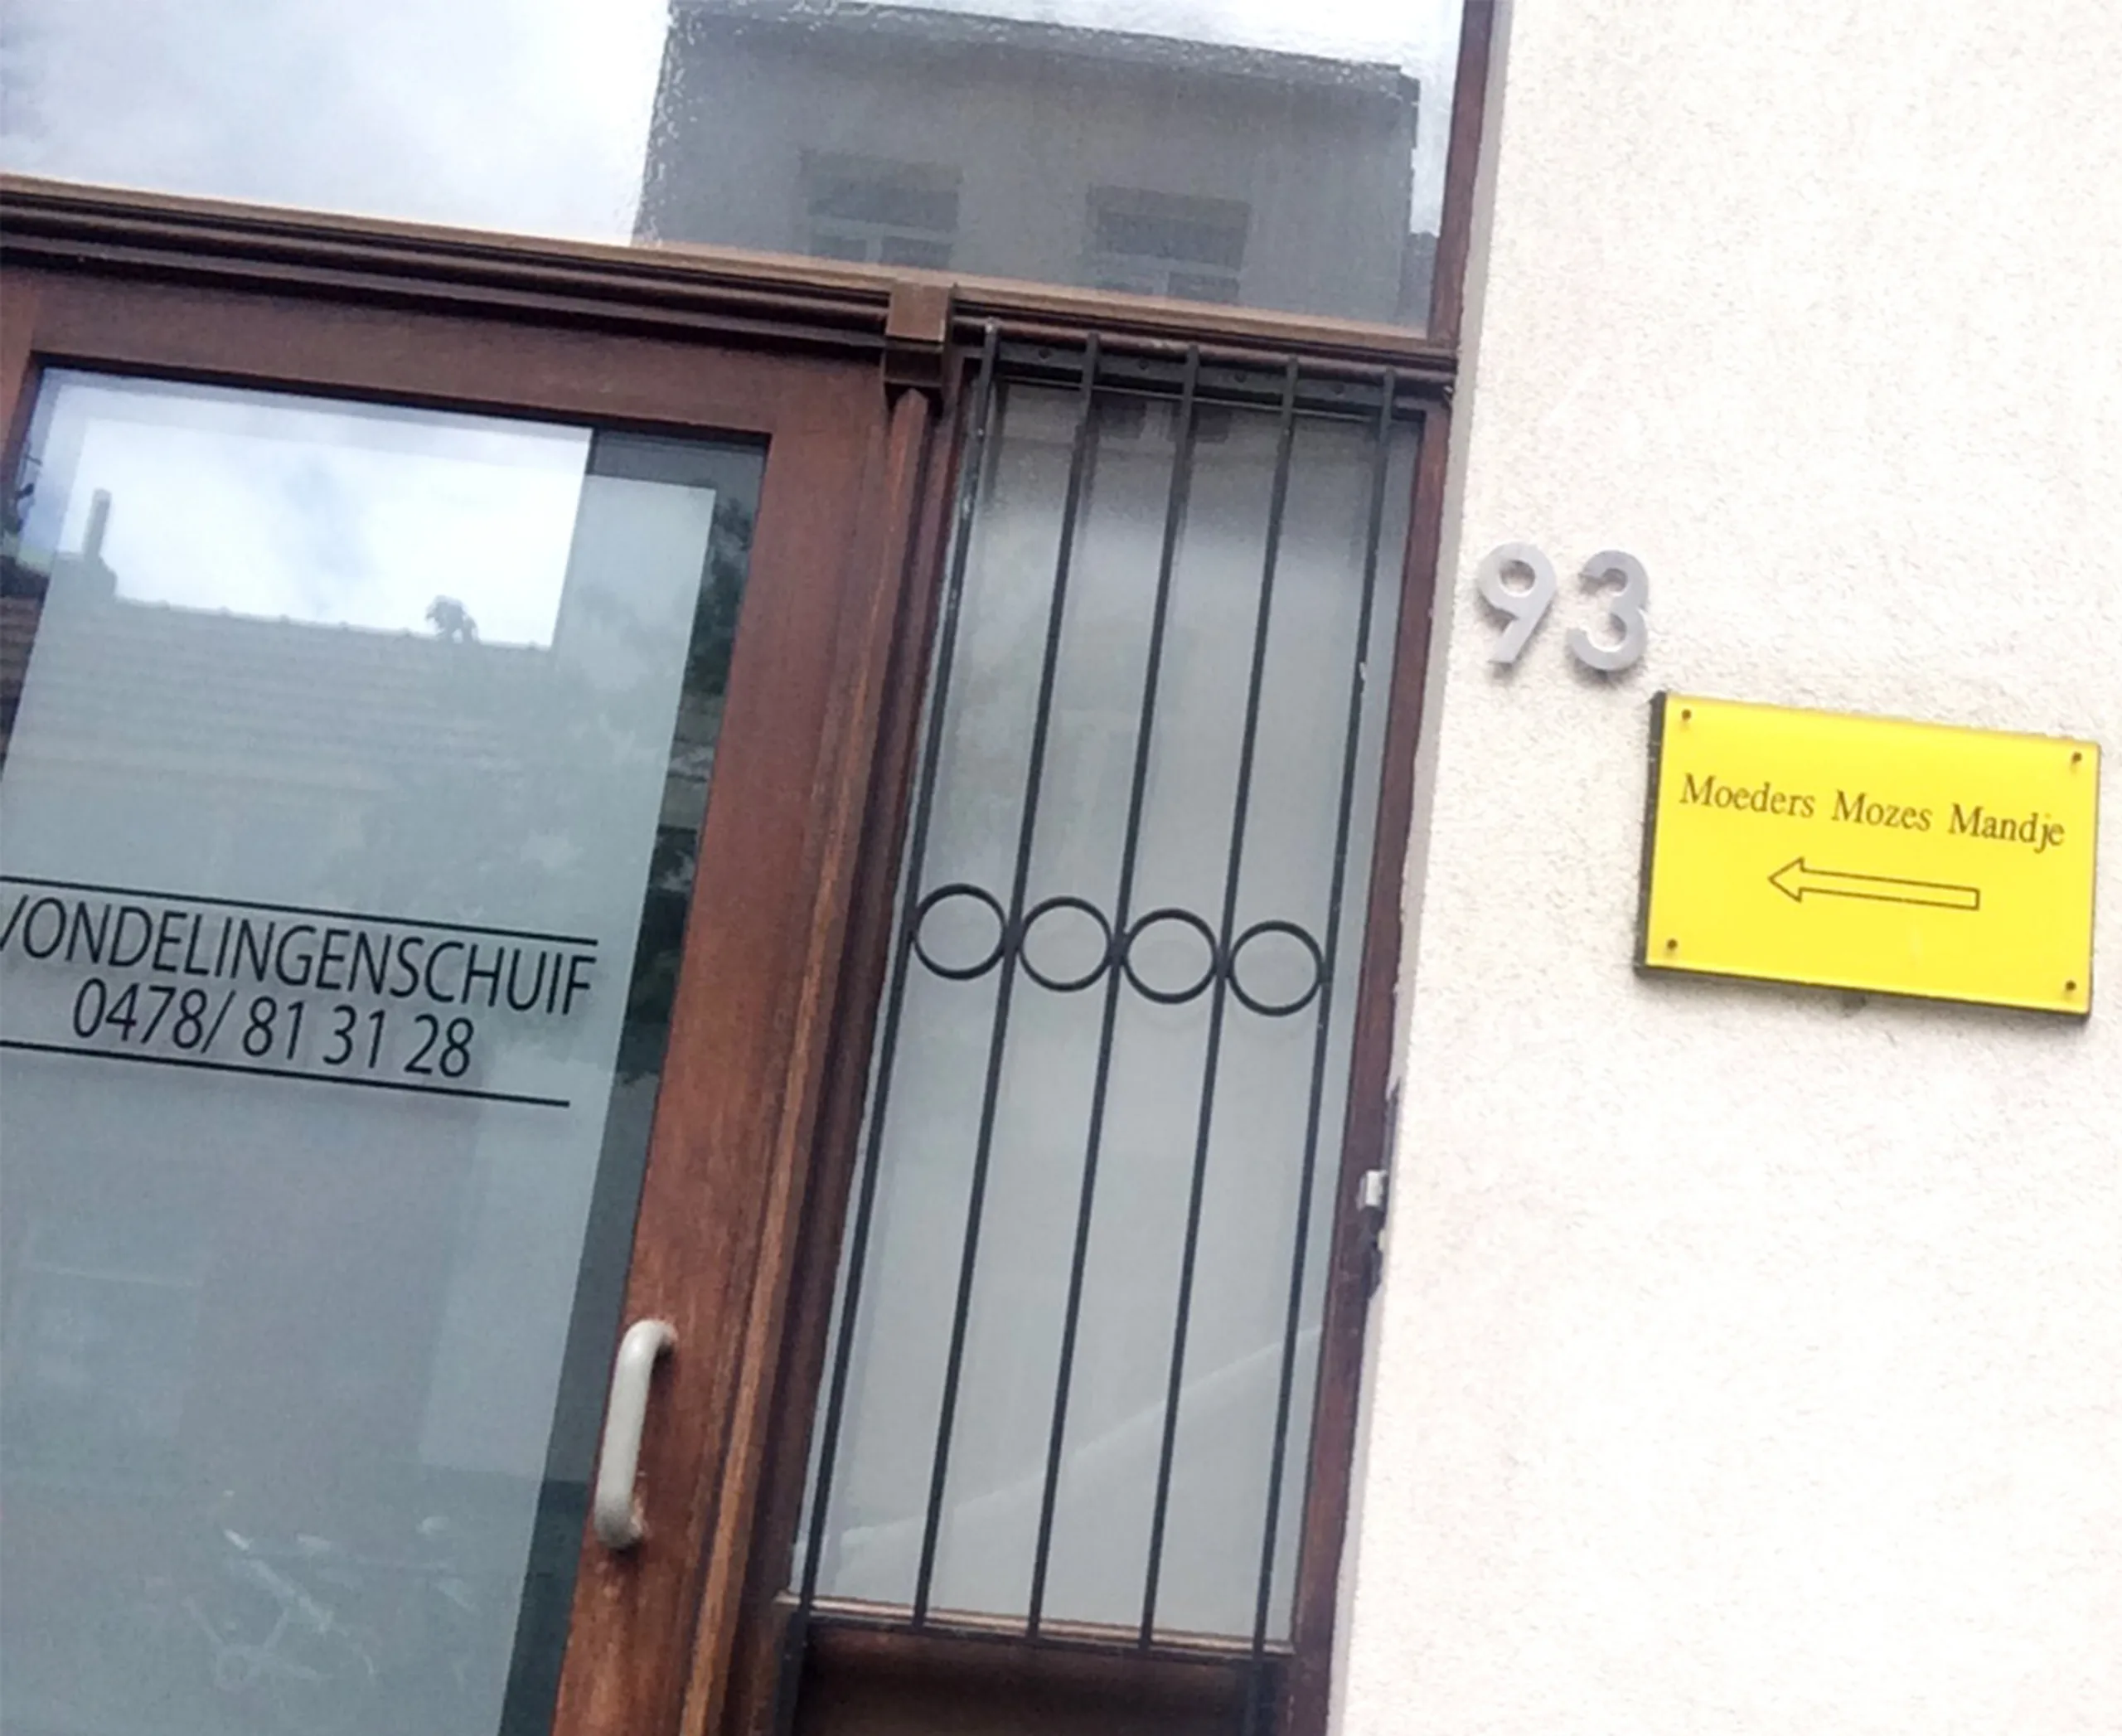 VONDELINGENSCHUIF
0478/ 81 31 28
93
Moeders Mozes Mandje